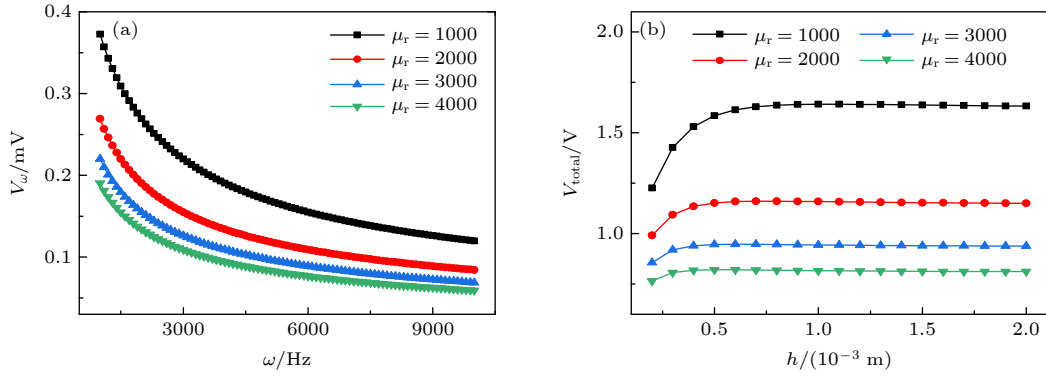 (a)
μr = 1000
μr = 2000
μr = 3000
μr = 4000
0.4
0.3
0.2
0.1
Vω/mV
3000 6000 9000
ω/Hz
(b)
μr = 1000 μr = 3000
μr = 2000 μr = 4000
2.0
1.5
1.0
Vtotal/V
0.5 1.0 1.5 2.0
h/(10⁻³ m)